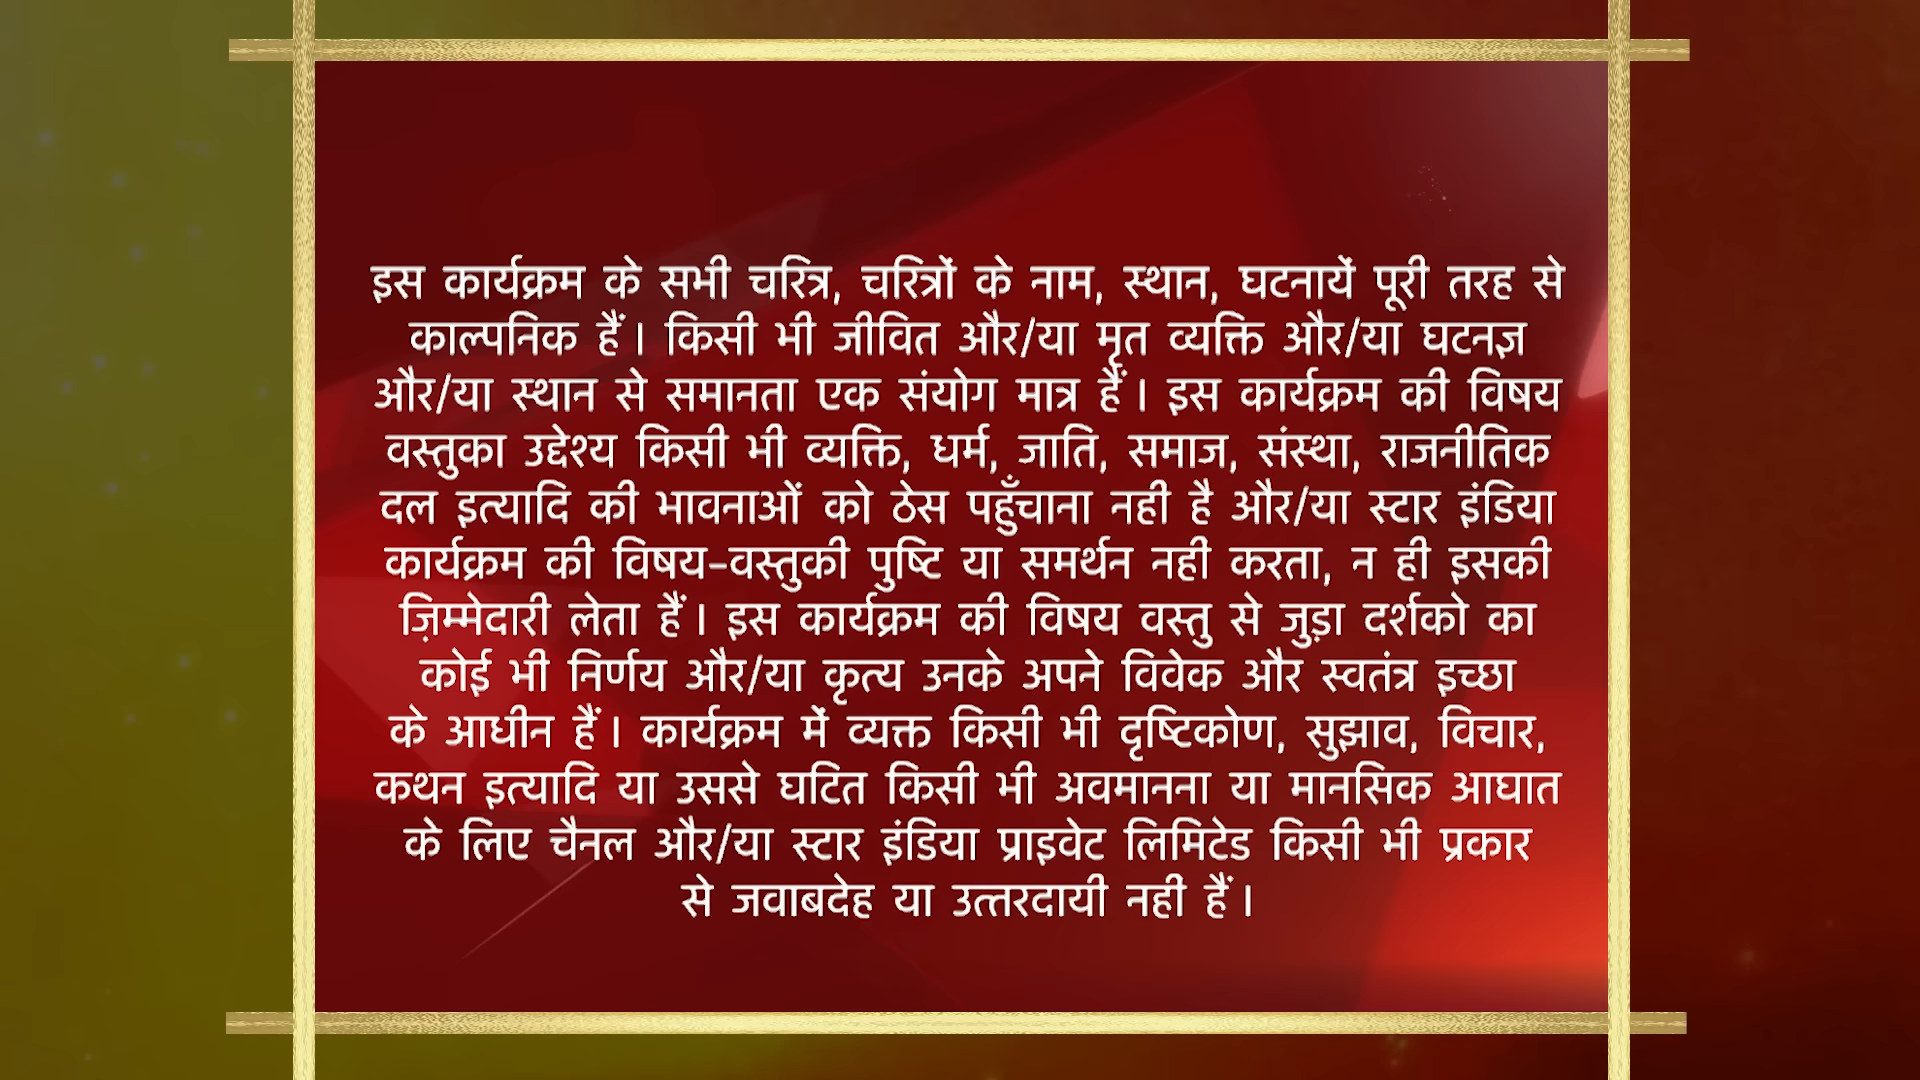 इस कार्यक्रम के सभी चरित्र, चरित्रों के नाम, स्थान, घटनायें पूरी तरह से
काल्पनिक हैं। किसी भी जीवित और/या मृत व्यक्ति और/या घटनज्ञ
और/या स्थान से समानता एक संयोग मात्र हैं। इस कार्यक्रम की विषय
वस्तुका उद्देश्य किसी भी व्यक्ति, धर्म, जाति, समाज, संस्था, राजनीतिक
दल इत्यादि की भावनाओं को ठेस पहुँचाना नही है और/या स्टार इंडिया
कार्यक्रम की विषय-वस्तुकी पुष्टि या समर्थन नही करता, न ही इसकी
ज़िम्मेदारी लेता हैं। इस कार्यक्रम की विषय वस्तु से जुड़ा दर्शको का
कोई भी निर्णय और/या कृत्य उनके अपने विवेक और स्वतंत्र इच्छा
के आधीन हैं। कार्यक्रम में व्यक्त किसी भी दृष्टिकोण, सुझाव, विचार,
कथन इत्यादि या उससे घटित किसी भी अवमानना या मानसिक आघात
के लिए चैनल और/या स्टार इंडिया प्राइवेट लिमिटेड किसी भी प्रकार
से जवाबदेह या उत्तरदायी नही हैं।